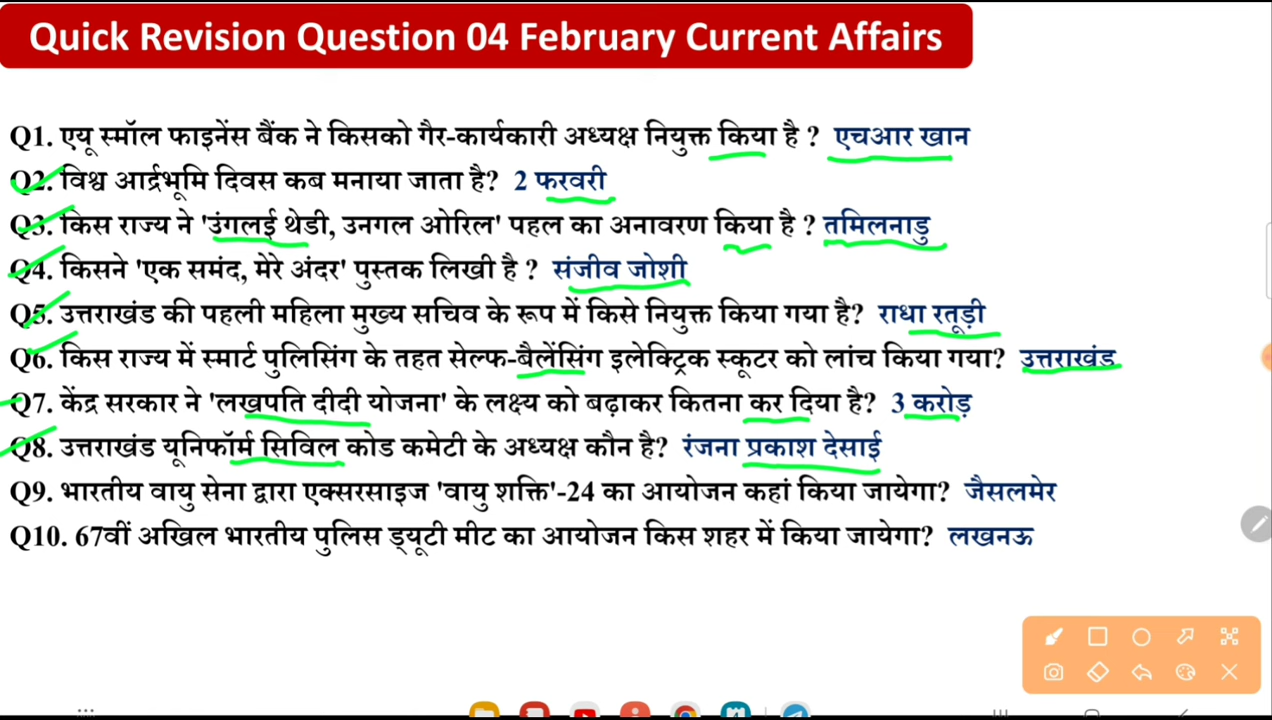 Quick Revision Question 04 February Current Affairs
Q1. एयू स्मॉल फाइनेंस बैंक ने किसको गैर-कार्यकारी अध्यक्ष नियुक्त किया है ? एचआर खान
Q2. विश्व आर्द्रभूमि दिवस कब मनाया जाता है? 2 फरवरी
Q3. किस राज्य ने 'उंगलई थेडी, उनगल ओरिल' पहल का अनावरण किया है ? तमिलनाडु
Q4. किसने 'एक समंद, मेरे अंदर' पुस्तक लिखी है ? संजीव जोशी
Q5. उत्तराखंड की पहली महिला मुख्य सचिव के रूप में किसे नियुक्त किया गया है? राधा रतूड़ी
Q6. किस राज्य में स्मार्ट पुलिसिंग के तहत सेल्फ-बैलेंसिंग इलेक्ट्रिक स्कूटर को लांच किया गया? उत्तराखंड
Q7. केंद्र सरकार ने 'लखपति दीदी योजना' के लक्ष्य को बढ़ाकर कितना कर दिया है? 3 करोड़
Q8. उत्तराखंड यूनिफॉर्म सिविल कोड कमेटी के अध्यक्ष कौन है? रंजना प्रकाश देसाई
Q9. भारतीय वायु सेना द्वारा एक्सरसाइज 'वायु शक्ति'-24 का आयोजन कहां किया जायेगा? जैसलमेर
Q10. 67वीं अखिल भारतीय पुलिस ड्यूटी मीट का आयोजन किस शहर में किया जायेगा? लखनऊ